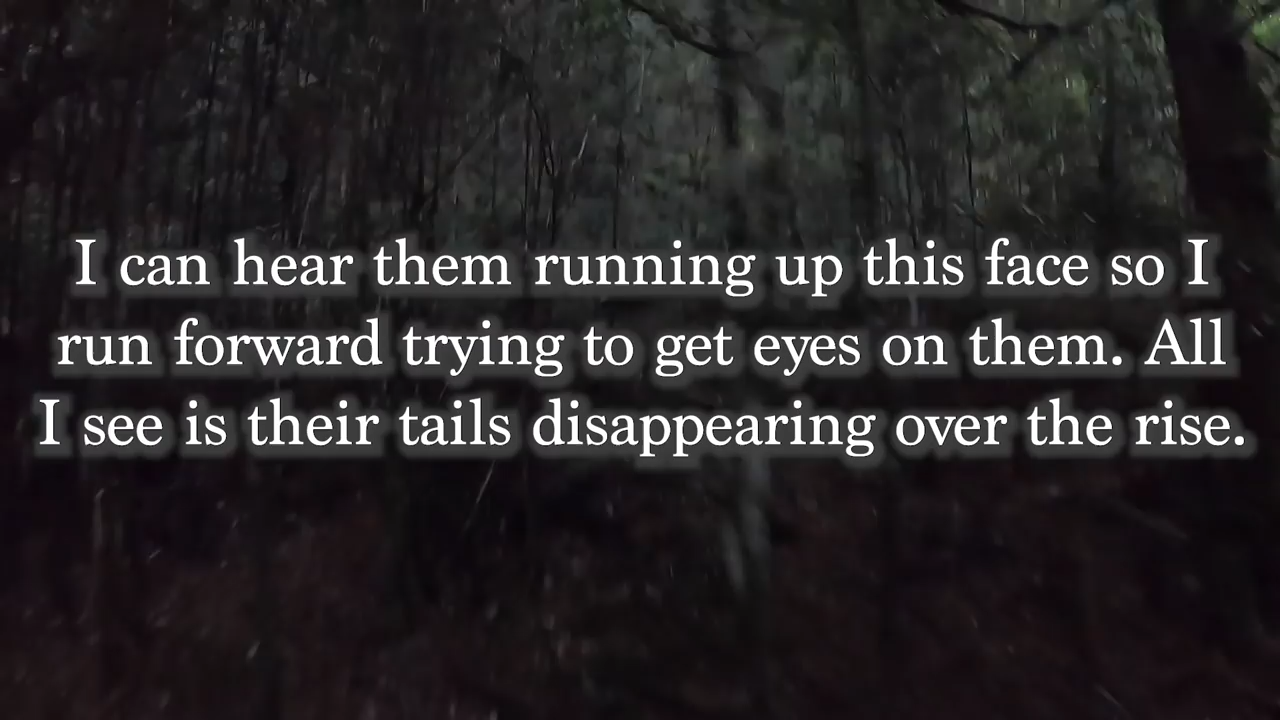 I can hear them running up this face so I
run forward trying to get eyes on them. All
I see is their tails disappearing over the rise.